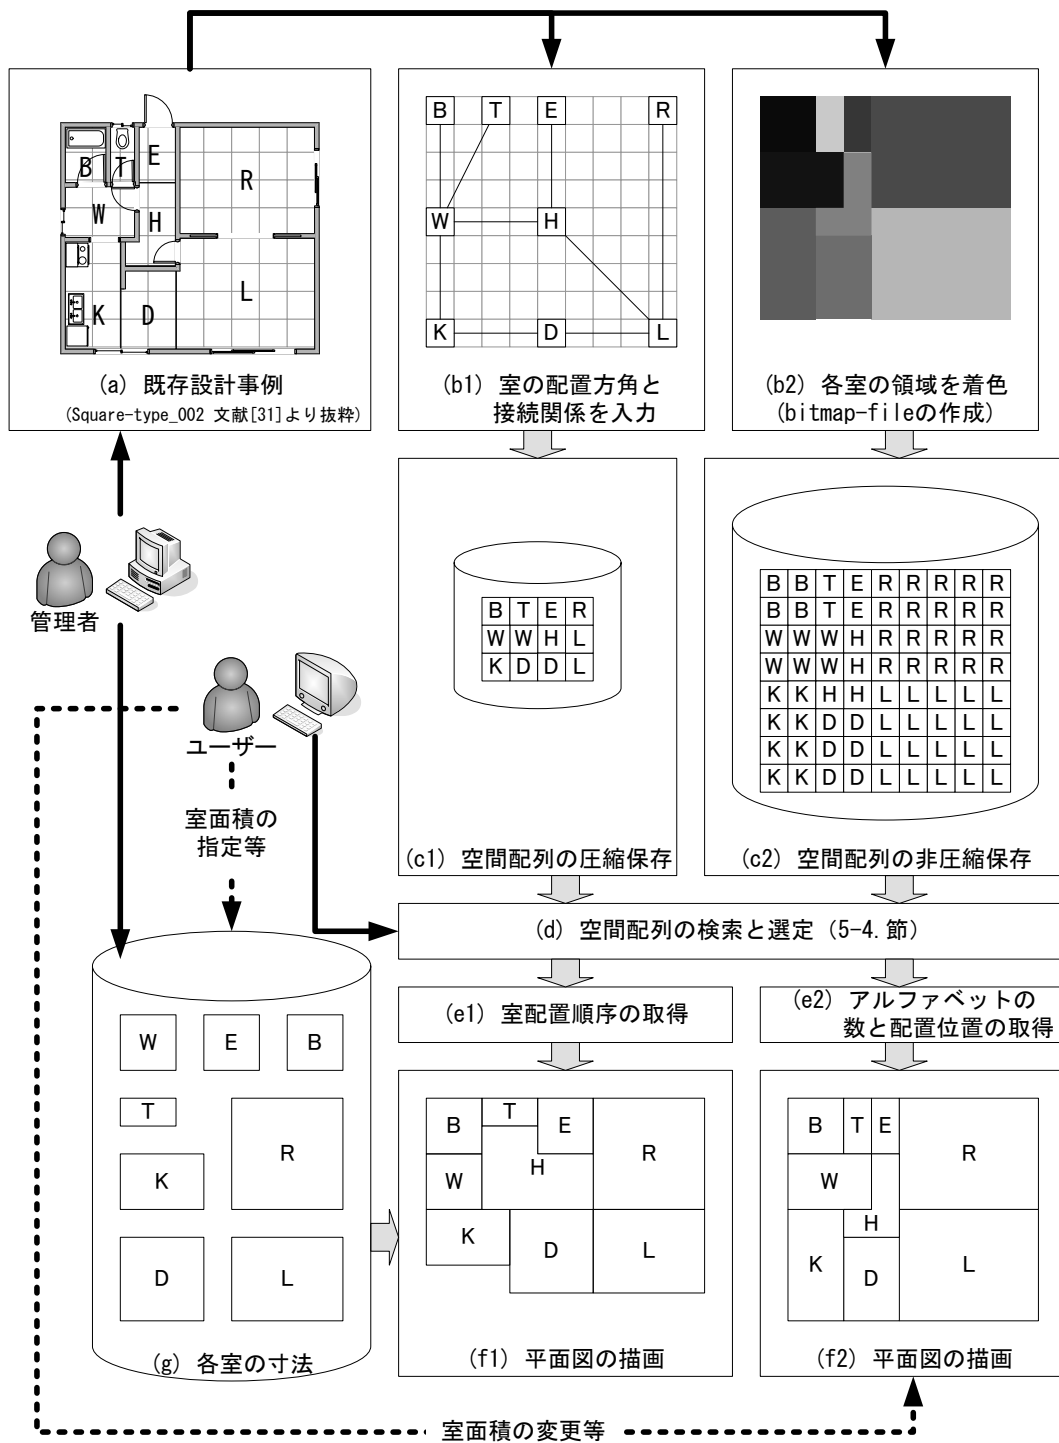 B T E R
W H
K D L
B T E
R
W H
K D L
(a) 既存設計事例
(Square-type_002 文献[31]より抜粋)
(b1) 室の配置方角と
接続関係を入力
(b2) 各室の領域を着色
(bitmap-fileの作成)
管理者
ユーザー
室面積の
指定等
B T E R
W W H L
K D D L
(c1) 空間配列の圧縮保存
B B T E R R R R R
B B T E R R R R R
W W W H R R R R R
W W W H R R R R R
K K H H L L L L L
K K D D L L L L L
K K D D L L L L L
K K D D L L L L L
(c2) 空間配列の非圧縮保存
(d) 空間配列の検索と選定 (5-4.節)
(e1) 室配置順序の取得
(e2) アルファベットの
数と配置位置の取得
W E B
T
K R
D L
(g) 各室の寸法
B T E R
W H
K D L
(f1) 平面図の描画
B T E R
W
H
K D L
(f2) 平面図の描画
室面積の変更等